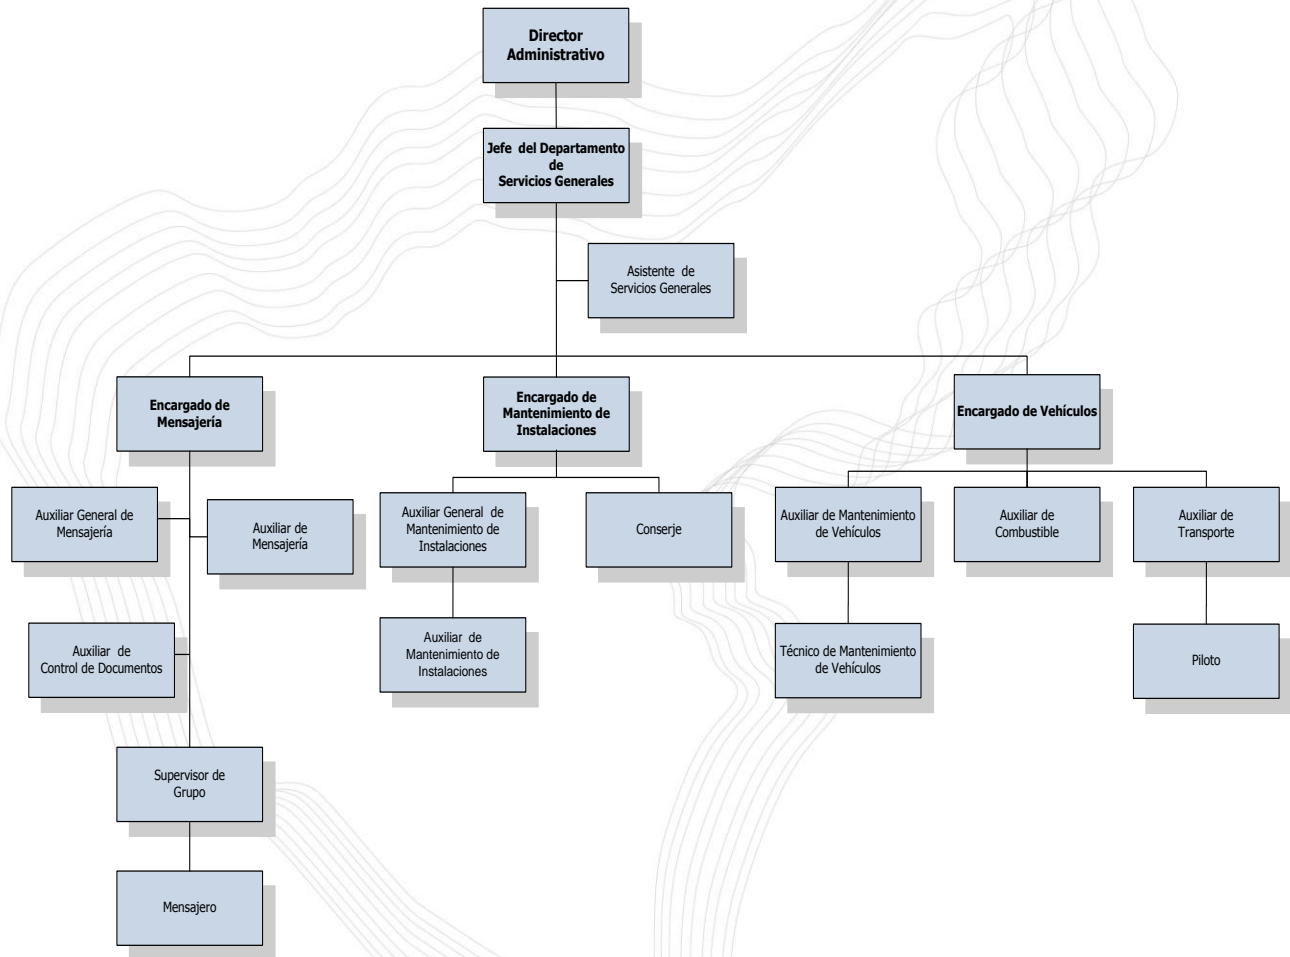 Director
Administrativo
Jefe del Departamento
de
Servicios Generales
Asistente de
Servicios Generales
Encargado de
Mensajería
Encargado de
Mantenimiento de
Instalaciones
Encargado de Vehículos
Auxiliar General de
Mensajería
Auxiliar de
Mensajería
Auxiliar General de
Mantenimiento de
Instalaciones
Conserje
Auxiliar de Mantenimiento
de Vehículos
Auxiliar de
Combustible
Auxiliar de
Transporte
Auxiliar de
Control de Documentos
Auxiliar de
Mantenimiento de
Instalaciones
Técnico de Mantenimiento
de Vehículos
Piloto
Supervisor de
Grupo
Mensajero